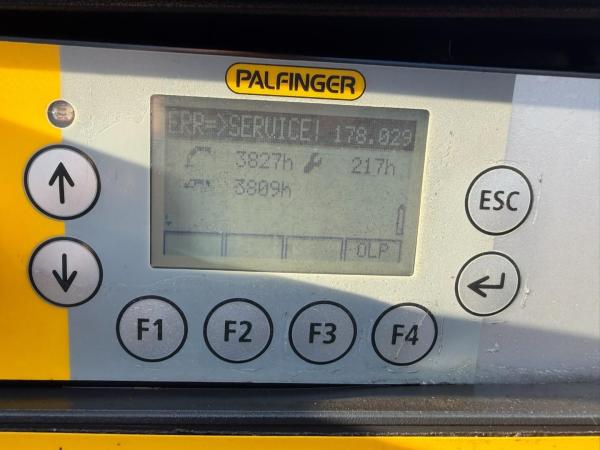 PALFINGER
ERR=>SERVICE! 178.029
3827h 217h
3809h
OLP
ESC
F1 F2 F3 F4